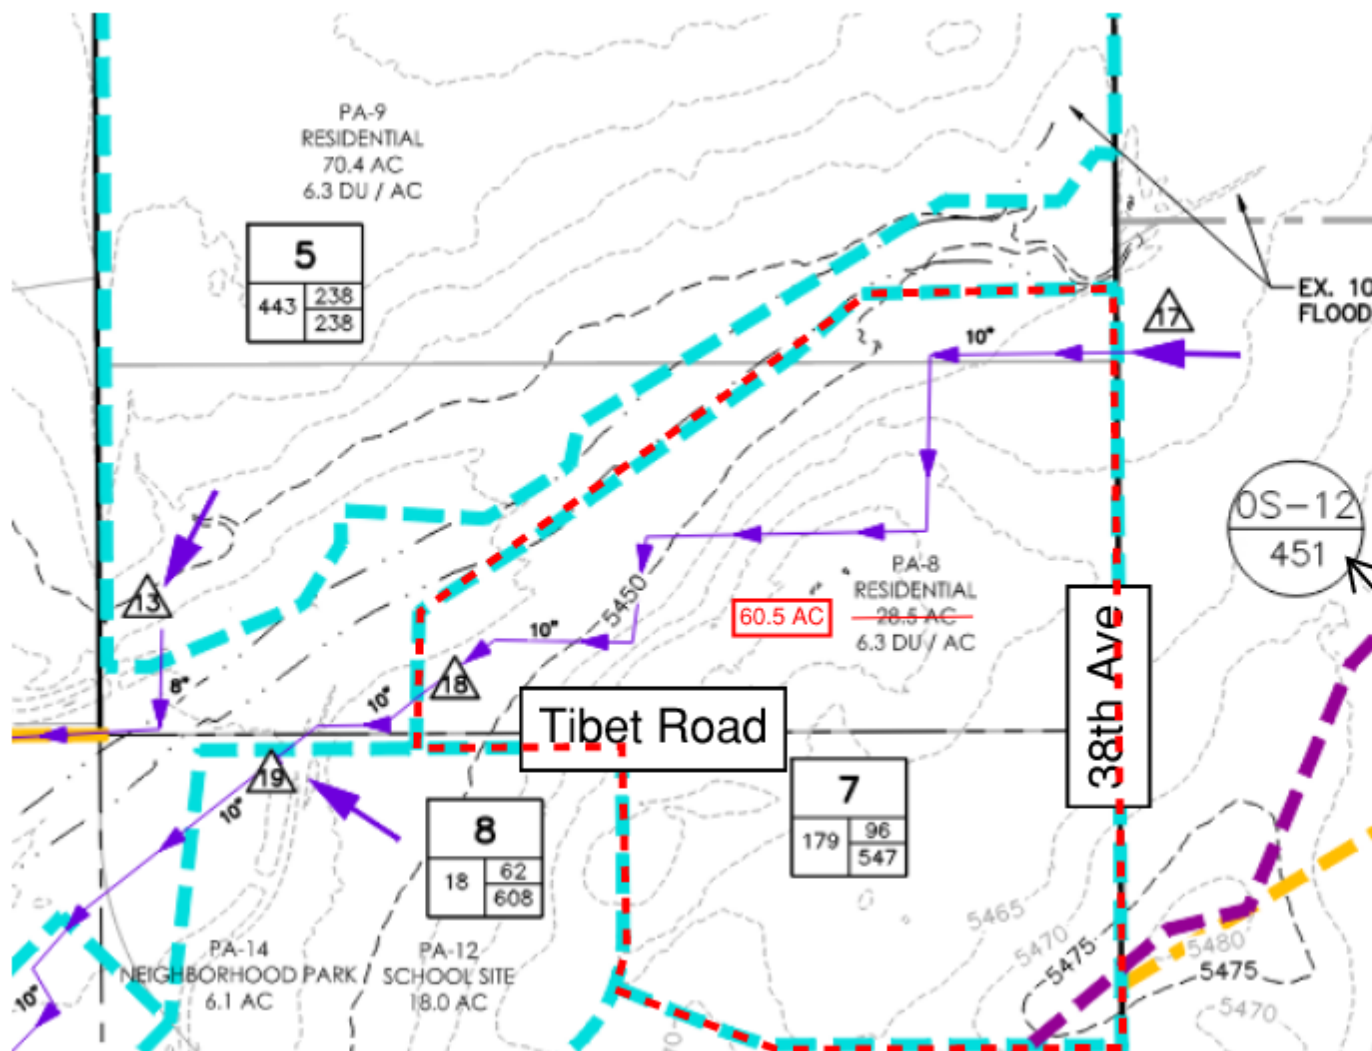 PA-9
RESIDENTIAL
70.4 AC
6.3 DU / AC
5
443
238
238
EX. 10
FLOOD
17
10"
OS-12
451
13
8"
5450
PA-8
RESIDENTIAL
28.5 AC
6.3 DU / AC
60.5 AC
10"
18
10"
Tibet Road
38th Ave
19
10"
8
18
62
608
7
179
96
547
PA-14
NEIGHBORHOOD PARK
6.1 AC
PA-12
SCHOOL SITE
18.0 AC
10"
5465
5470
5475
5480
5475
5470